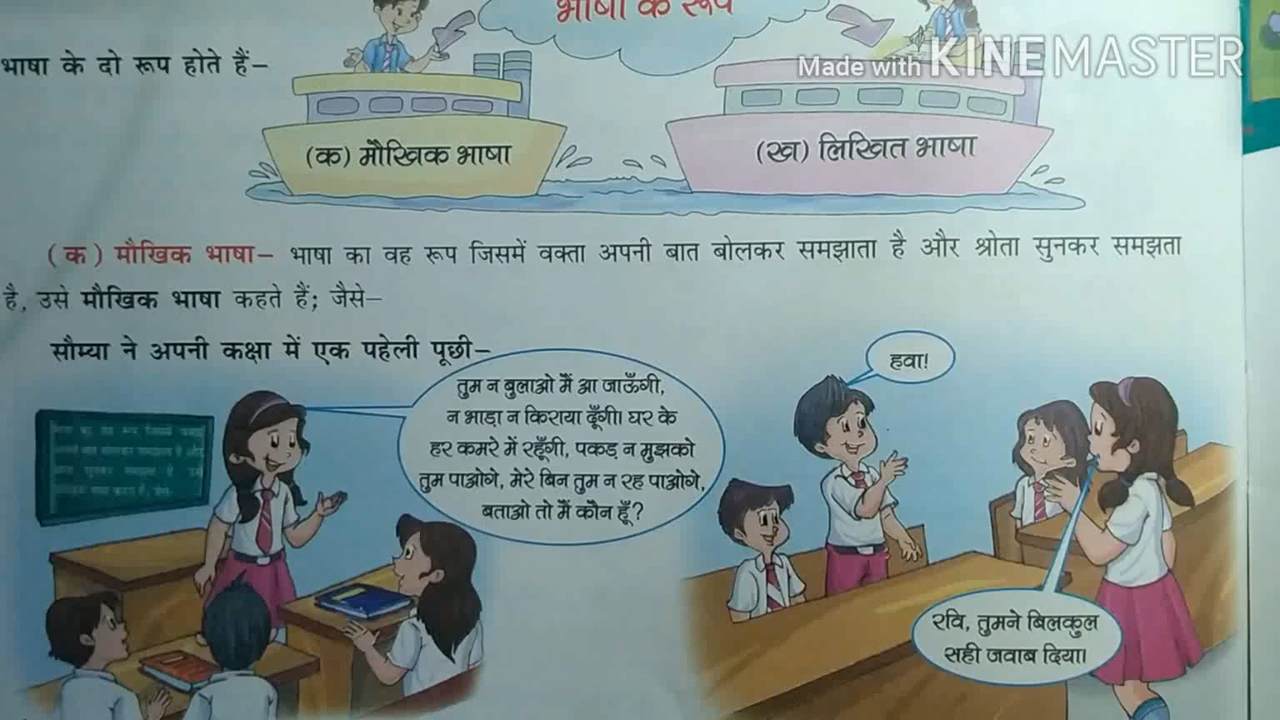 भाषा के रूप
Made with KINEMASTER
भाषा के दो रूप होते हैं–
(क) मौखिक भाषा
(ख) लिखित भाषा
(क) मौखिक भाषा– भाषा का वह रूप जिसमें वक्ता अपनी बात बोलकर समझाता है और श्रोता सुनकर समझता
है, उसे मौखिक भाषा कहते हैं; जैसे–
सौम्या ने अपनी कक्षा में एक पहेली पूछी–
तुम न बुलाओ मैं आ जाऊँगी,
न भाड़ा न किराया दूँगी। घर के
हर कमरे में रहूँगी, पकड़ न मुझको
तुम पाओगे, मेरे बिन तुम न रह पाओगे,
बताओ तो मैं कौन हूँ?
हवा!
रवि, तुमने बिलकुल
सही जवाब दिया।